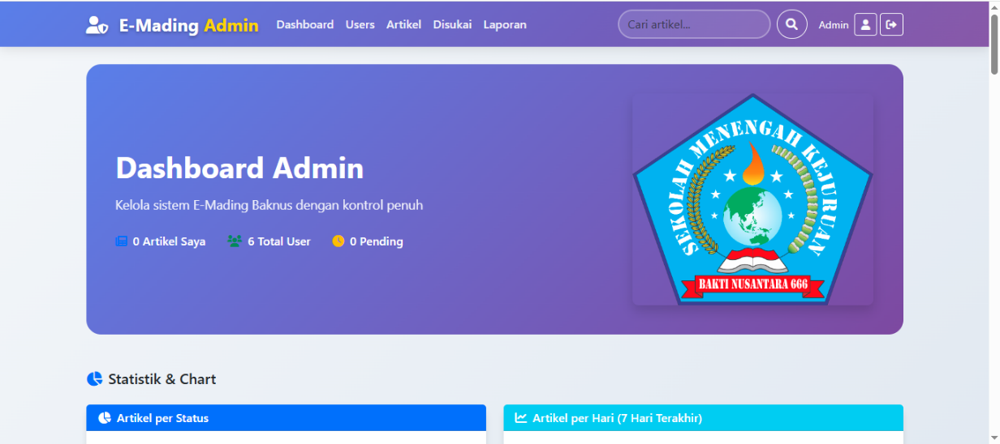 E-Mading Admin Dashboard Users Artikel Disukai Laporan Cari artikel... Admin
SEKOLAH MENENGAH KEJURUAN
Dashboard Admin
Kelola sistem E-Mading Baknus dengan kontrol penuh
0 Artikel Saya 6 Total User 0 Pending
BAKTI NUSANTARA 666
Statistik & Chart
Artikel per Status
Artikel per Hari (7 Hari Terakhir)